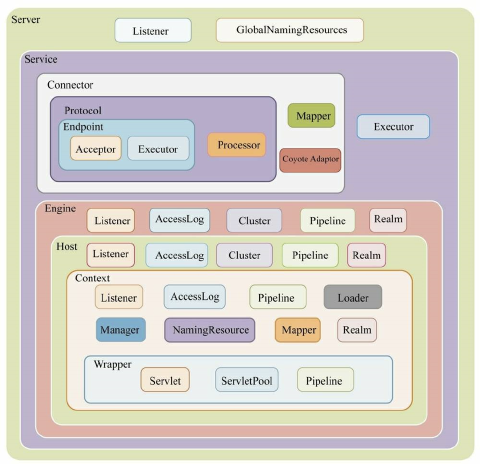 Server
Listener
GlobalNamingResources
Service
Connector
Protocol
Endpoint
Acceptor
Executor
Processor
Mapper
Coyote Adaptor
Executor
Engine
Listener
AccessLog
Cluster
Pipeline
Realm
Host
Listener
AccessLog
Cluster
Pipeline
Realm
Context
Listener
AccessLog
Pipeline
Loader
Manager
NamingResource
Mapper
Realm
Wrapper
Servlet
ServletPool
Pipeline